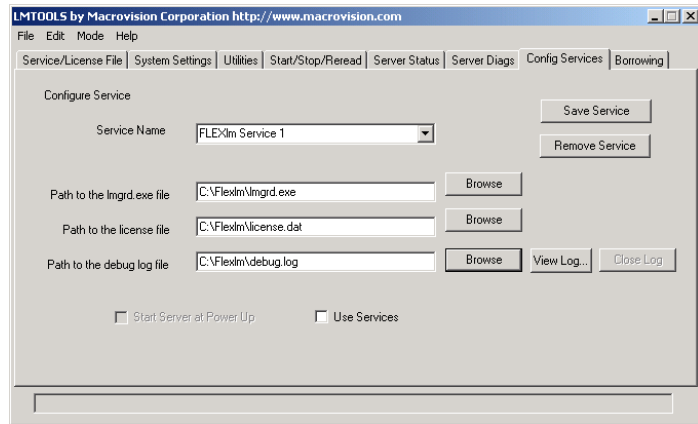 LMTOOLS by Macrovision Corporation http://www.macrovision.com
File Edit Mode Help
Service/License File System Settings Utilities Start/Stop/Reread Server Status Server Diags Config Services Borrowing
Configure Service
Save Service
Service Name FLEXlm Service 1
Remove Service
Path to the lmgrd.exe file C:\Flexlm\lmgrd.exe Browse
Path to the license file C:\Flexlm\license.dat Browse
Path to the debug log file C:\Flexlm\debug.log Browse View Log... Close Log
Start Server at Power Up Use Services